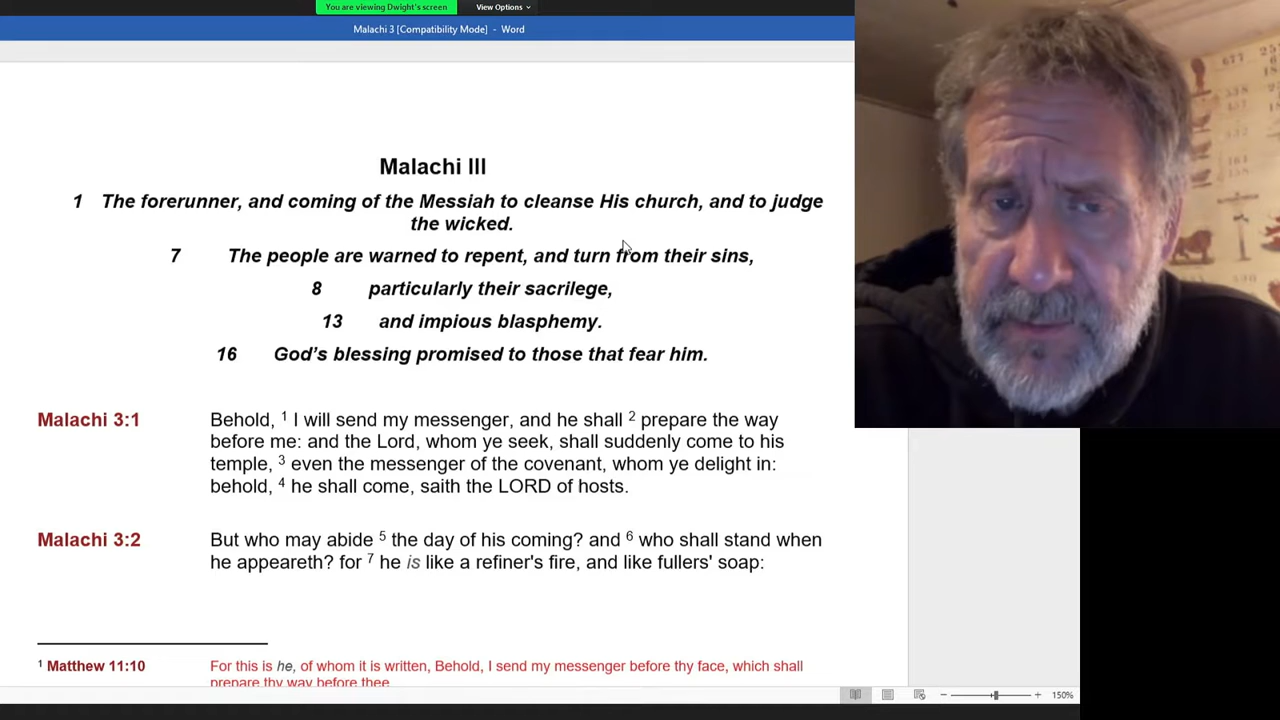 You are viewing Dwight's screen
View Options
Malachi 3 [Compatibility Mode] - Word
Malachi III
1 The forerunner, and coming of the Messiah to cleanse His church, and to judge
the wicked.
7 The people are warned to repent, and turn from their sins,
8 particularly their sacrilege,
13 and impious blasphemy.
16 God's blessing promised to those that fear him.
Malachi 3:1 Behold, 1 I will send my messenger, and he shall 2 prepare the way
before me: and the Lord, whom ye seek, shall suddenly come to his
temple, 3 even the messenger of the covenant, whom ye delight in:
behold, 4 he shall come, saith the LORD of hosts.
Malachi 3:2 But who may abide 5 the day of his coming? and 6 who shall stand when
he appeareth? for 7 he is like a refiner's fire, and like fullers' soap:
1 Matthew 11:10 For this is he, of whom it is written, Behold, I send my messenger before thy face, which shall
prepare thy way before thee
150%
677